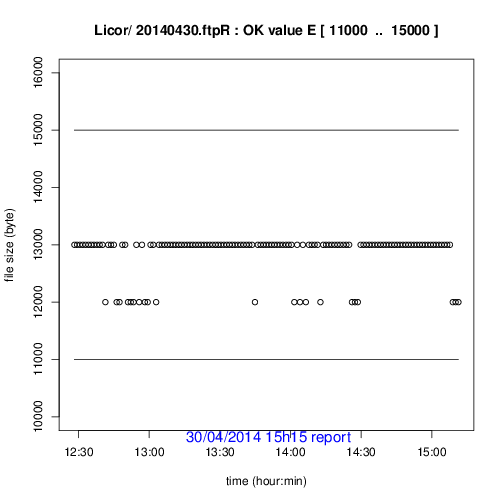 Licor/ 20140430.ftpR : OK value E [ 11000 .. 15000 ]
file size (byte)
16000
15000
14000
13000
12000
11000
10000
30/04/2014 15h15 report
12:30 13:00 13:30 14:00 14:30 15:00
time (hour:min)